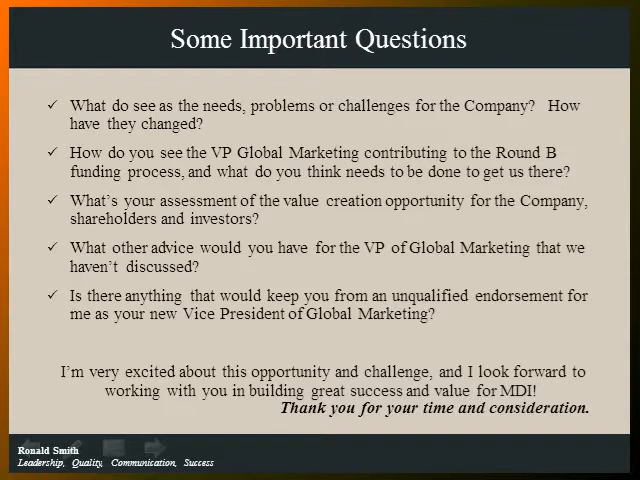 Some Important Questions
✓ What do see as the needs, problems or challenges for the Company? How
have they changed?
✓ How do you see the VP Global Marketing contributing to the Round B
funding process, and what do you think needs to be done to get us there?
✓ What's your assessment of the value creation opportunity for the Company,
shareholders and investors?
✓ What other advice would you have for the VP of Global Marketing that we
haven't discussed?
✓ Is there anything that would keep you from an unqualified endorsement for
me as your new Vice President of Global Marketing?
I'm very excited about this opportunity and challenge, and I look forward to
working with you in building great success and value for MDI!
Thank you for your time and consideration.
Ronald Smith
Leadership, Quality, Communication, Success